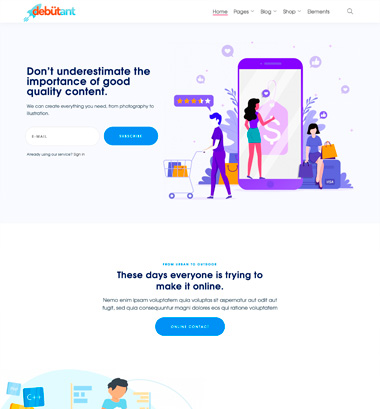 debütant
Home Pages Blog Shop Elements
Don't underestimate the
importance of good
quality content.
We can create everything you need, from photography to
illustration.
E-MAIL
SUBSCRIBE
Already using our service? Sign in
VISA
FROM URBAN TO OUTDOOR
These days everyone is trying to
make it online.
Nemo enim ipsam voluptatem quia voluptas sit aspernatur aut odit aut
fugit, sed quia consequuntur magni dolores eos qui ratione voluptatem
ONLINE CONTACT
C++